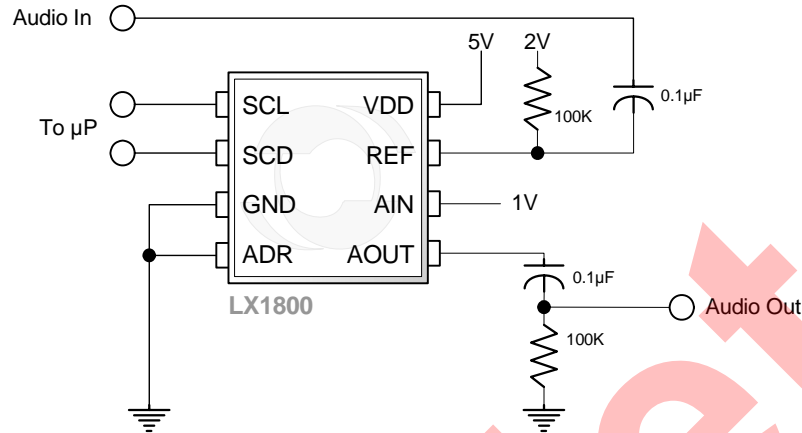 Audio In
5V
2V
100K
0.1µF
To µP
SCL
VDD
SCD
REF
GND
AIN
1V
ADR
AOUT
LX1800
0.1µF
Audio Out
100K